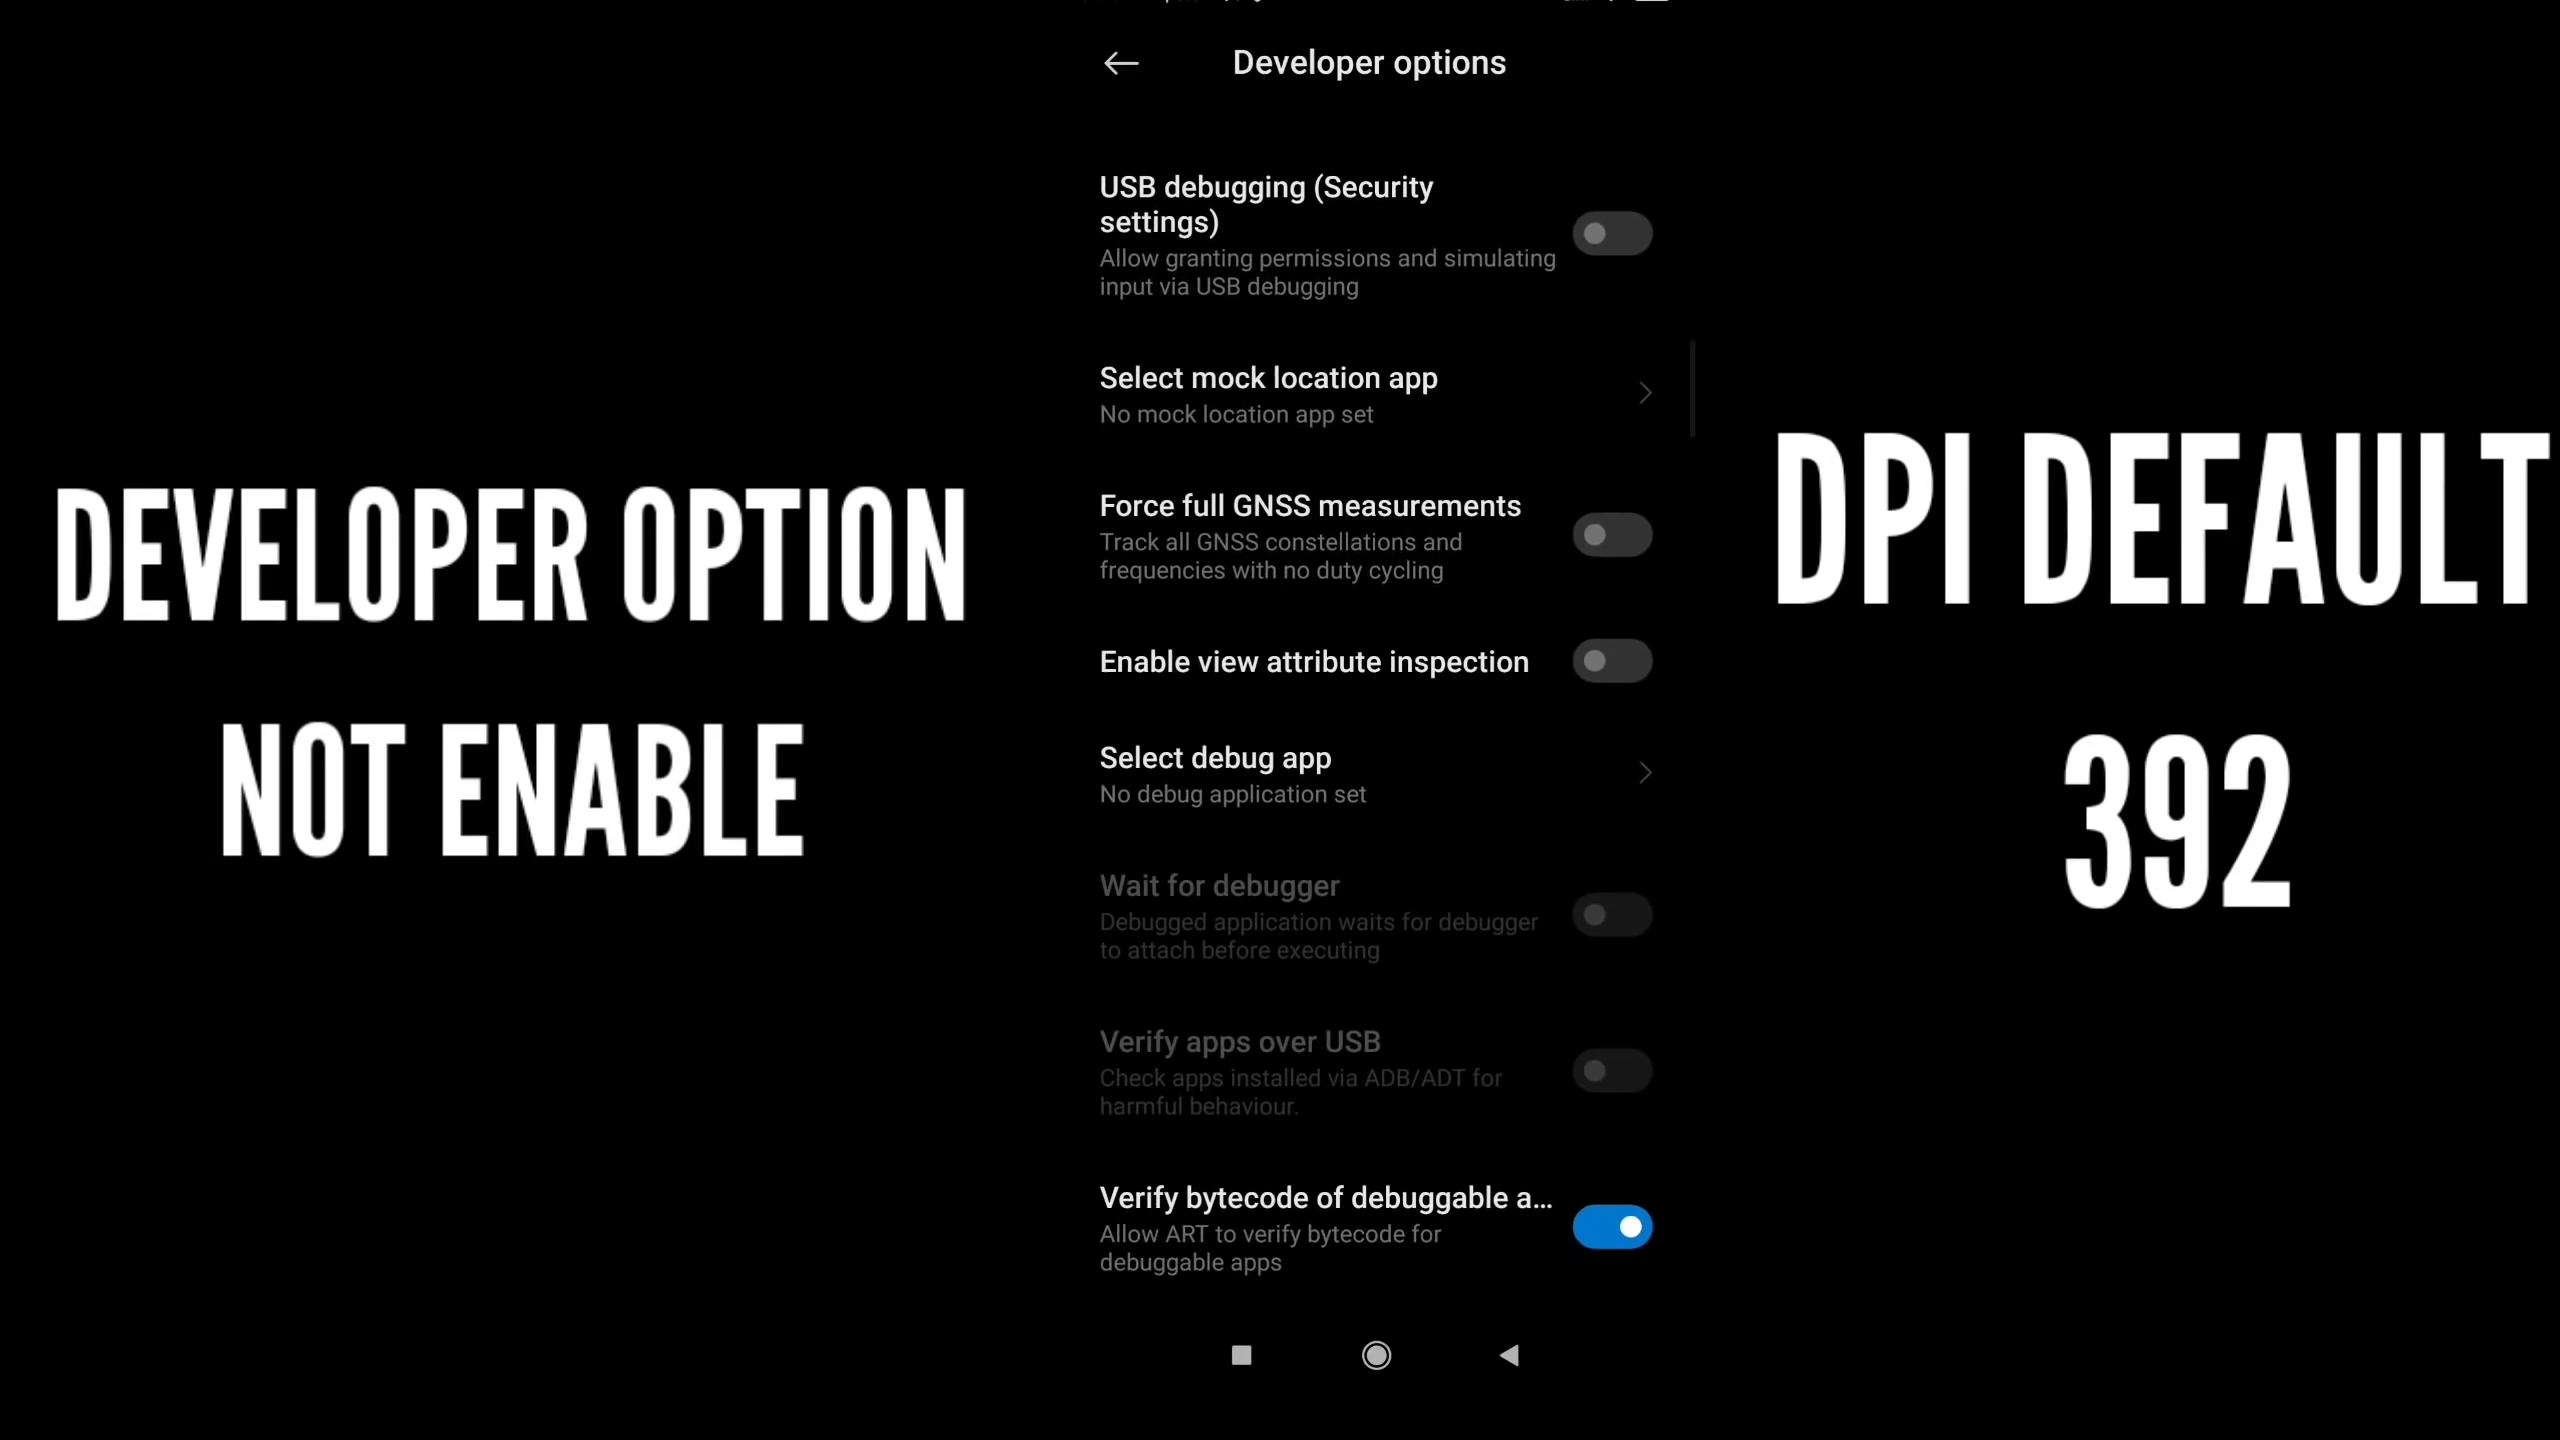 DEVELOPER OPTION
NOT ENABLE
Developer options
USB debugging (Security
settings)
Allow granting permissions and simulating
input via USB debugging
Select mock location app
No mock location app set
Force full GNSS measurements
Track all GNSS constellations and
frequencies with no duty cycling
Enable view attribute inspection
Select debug app
No debug application set
Wait for debugger
Debugged application waits for debugger
to attach before executing
Verify apps over USB
Check apps installed via ADB/ADT for
harmful behaviour.
Verify bytecode of debuggable a...
Allow ART to verify bytecode for
debuggable apps
DPI DEFAULT
392